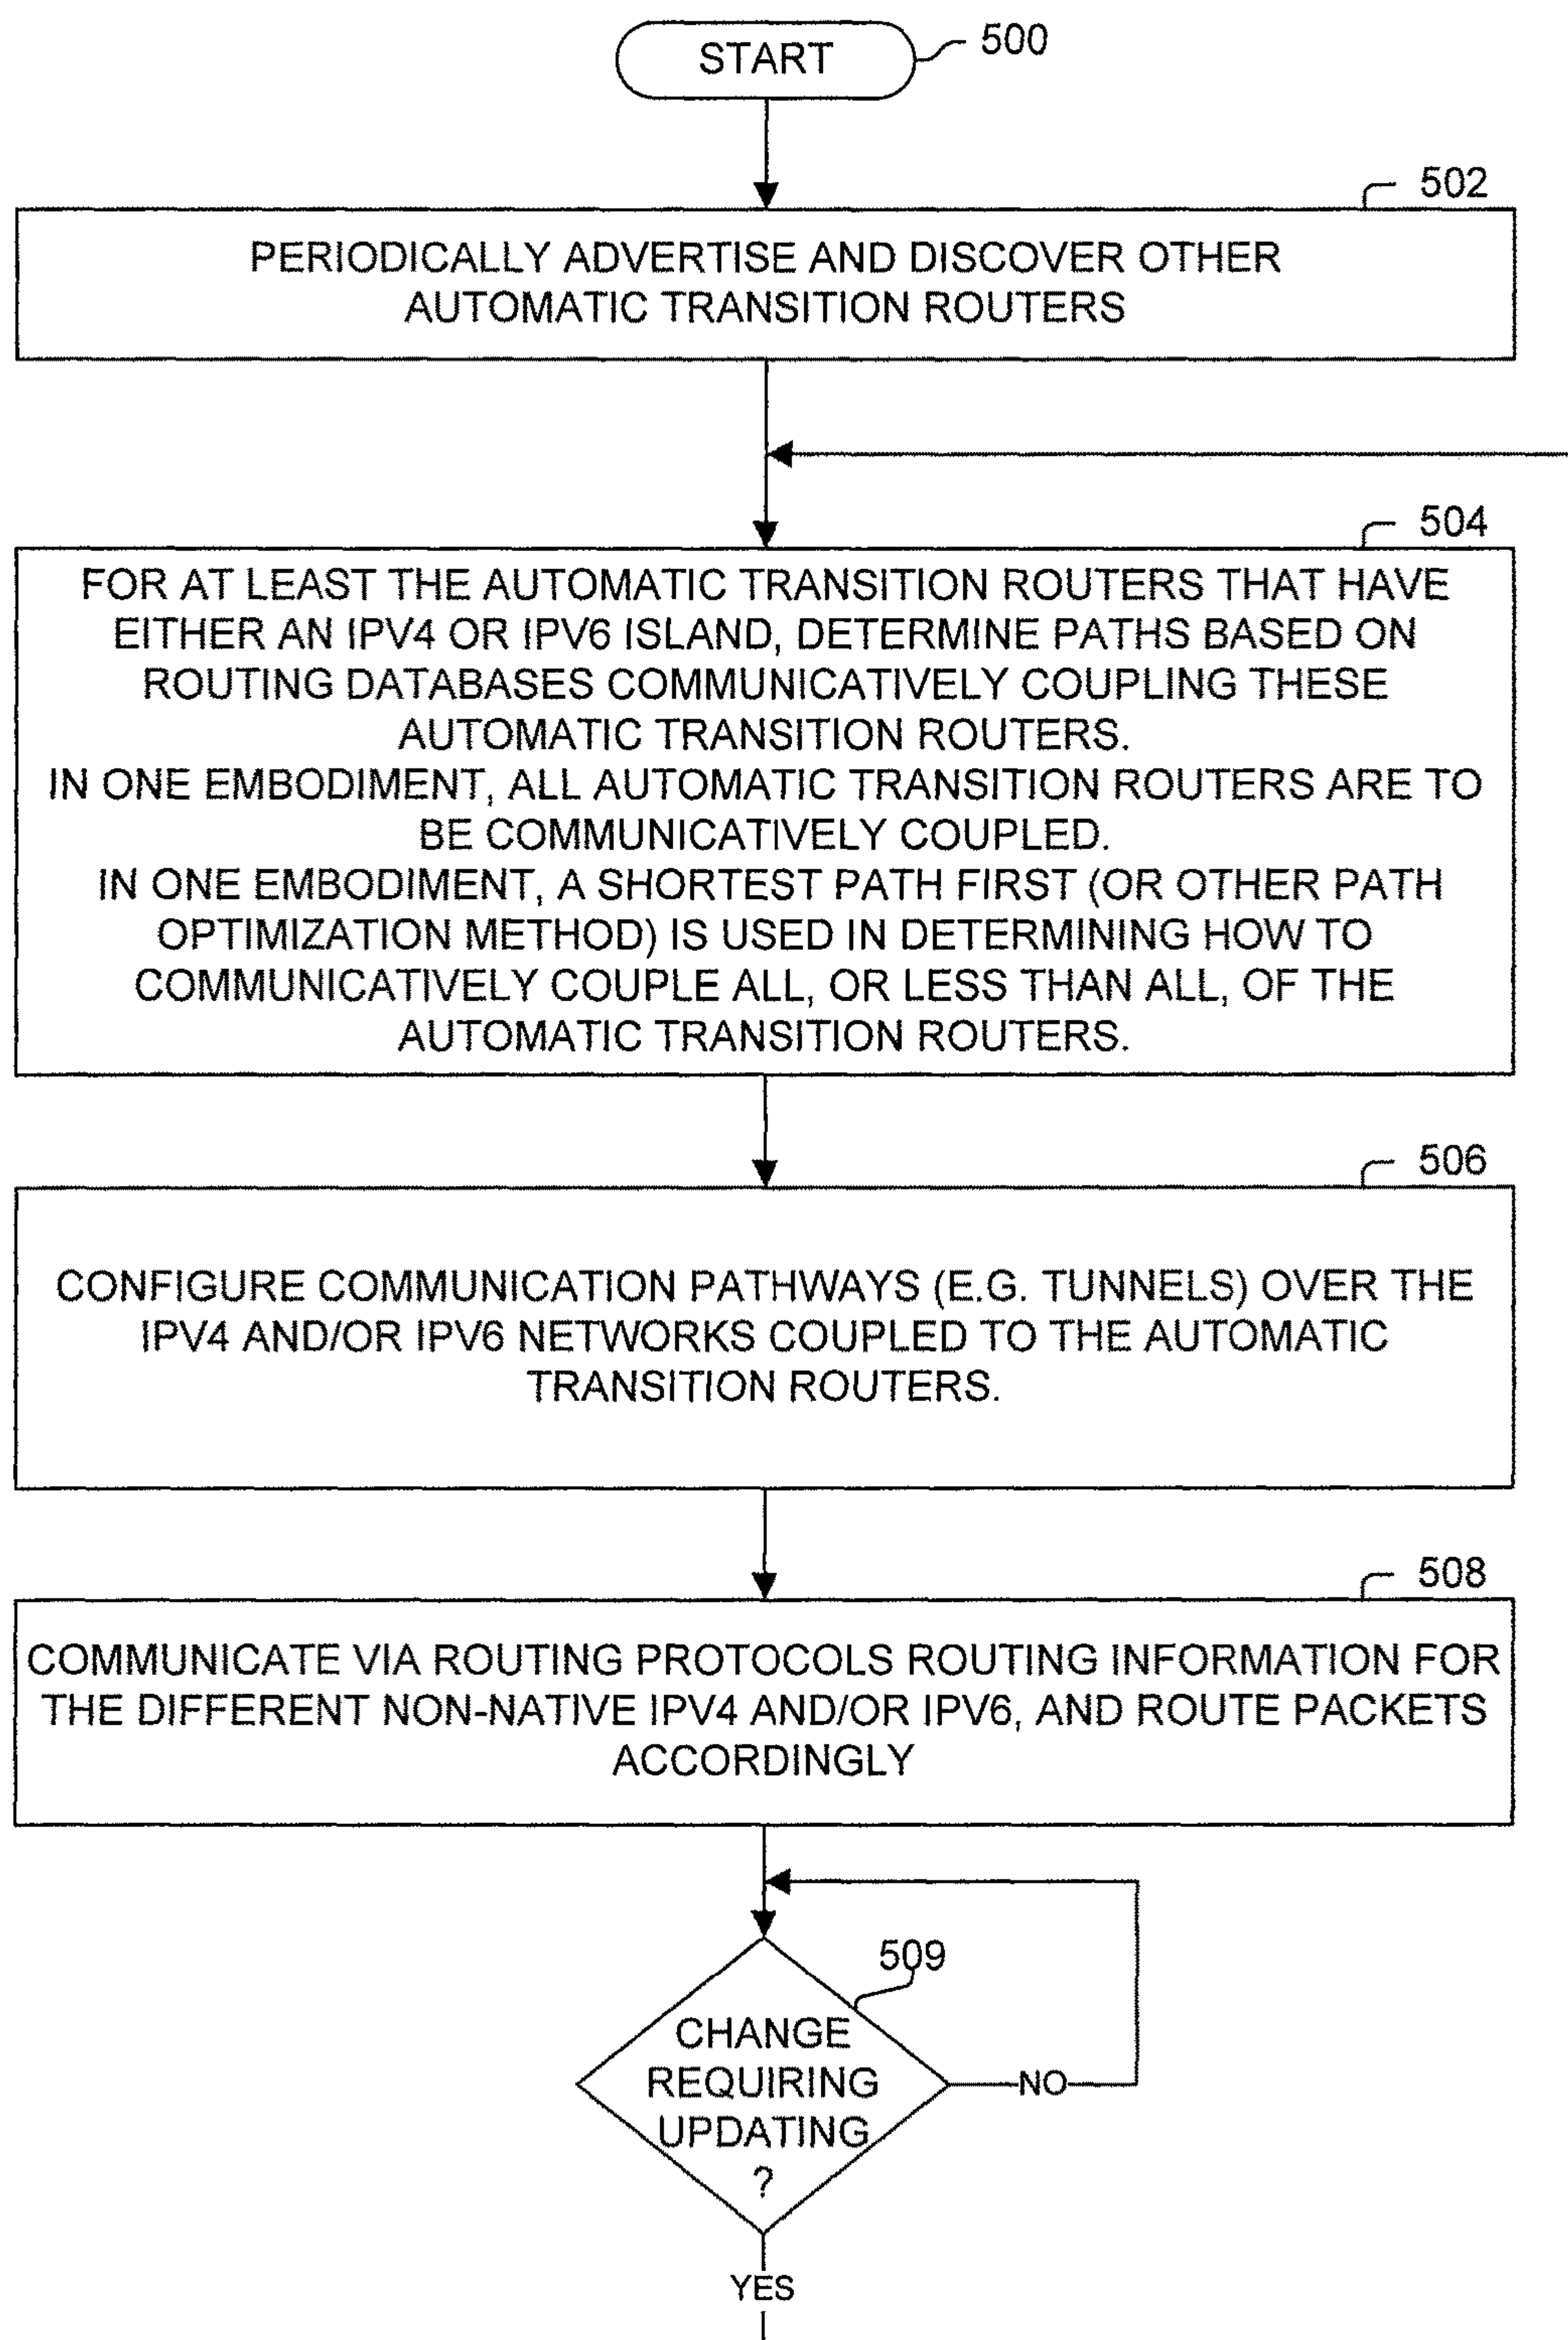 START
500
502
PERIODICALLY ADVERTISE AND DISCOVER OTHER
AUTOMATIC TRANSITION ROUTERS
504
FOR AT LEAST THE AUTOMATIC TRANSITION ROUTERS THAT HAVE
EITHER AN IPV4 OR IPV6 ISLAND, DETERMINE PATHS BASED ON
ROUTING DATABASES COMMUNICATIVELY COUPLING THESE
AUTOMATIC TRANSITION ROUTERS.
IN ONE EMBODIMENT, ALL AUTOMATIC TRANSITION ROUTERS ARE TO
BE COMMUNICATIVELY COUPLED.
IN ONE EMBODIMENT, A SHORTEST PATH FIRST (OR OTHER PATH
OPTIMIZATION METHOD) IS USED IN DETERMINING HOW TO
COMMUNICATIVELY COUPLE ALL, OR LESS THAN ALL, OF THE
AUTOMATIC TRANSITION ROUTERS.
506
CONFIGURE COMMUNICATION PATHWAYS (E.G. TUNNELS) OVER THE
IPV4 AND/OR IPV6 NETWORKS COUPLED TO THE AUTOMATIC
TRANSITION ROUTERS.
508
COMMUNICATE VIA ROUTING PROTOCOLS ROUTING INFORMATION FOR
THE DIFFERENT NON-NATIVE IPV4 AND/OR IPV6, AND ROUTE PACKETS
ACCORDINGLY
509
CHANGE
REQUIRING
UPDATING
?
NO
YES